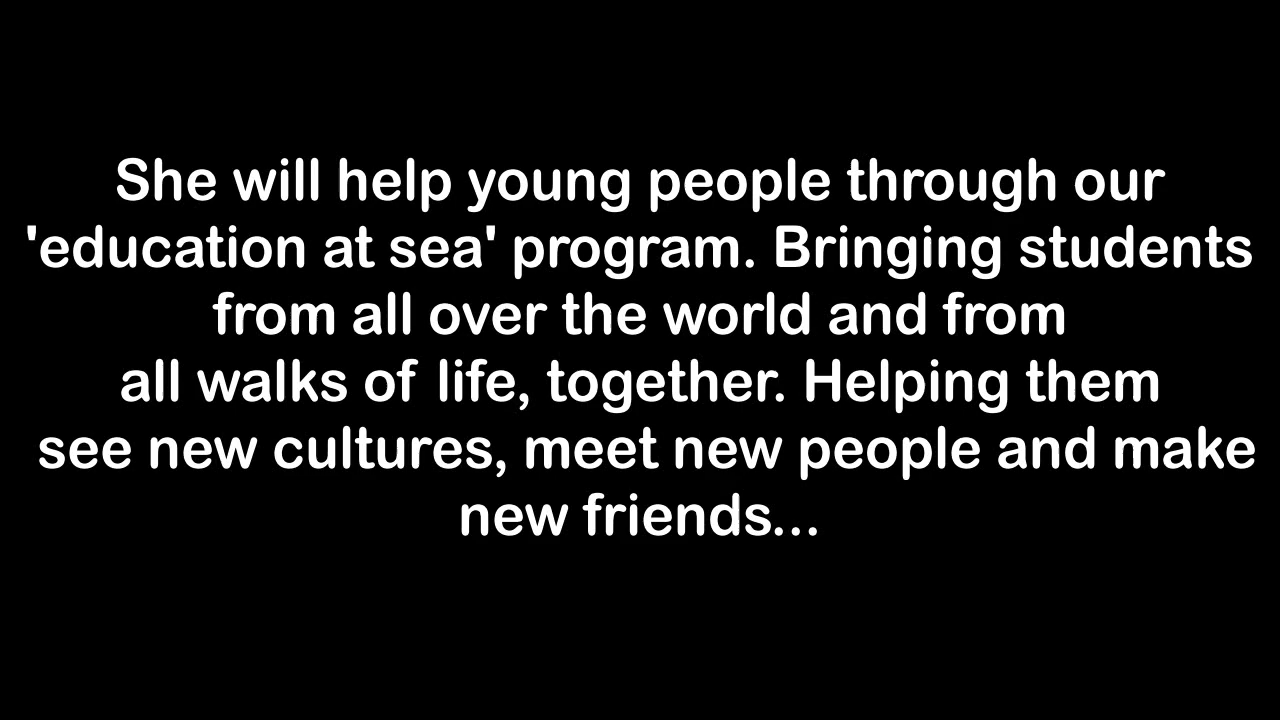 She will help young people through our
'education at sea' program. Bringing students
from all over the world and from
all walks of life, together. Helping them
see new cultures, meet new people and make
new friends...